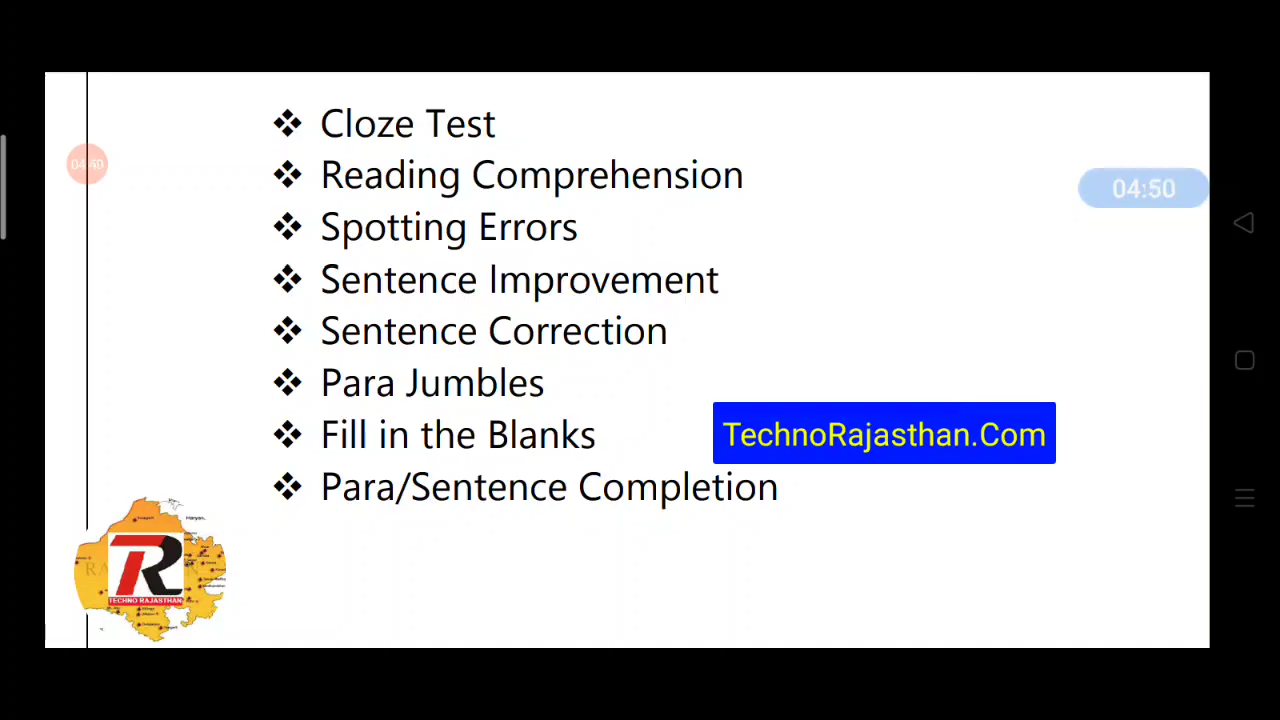 Cloze Test
Reading Comprehension
04:50
Spotting Errors
Sentence Improvement
Sentence Correction
Para Jumbles
Fill in the Blanks
TechnoRajasthan.Com
Para/Sentence Completion
TR
TECHNO RAJASTHAN